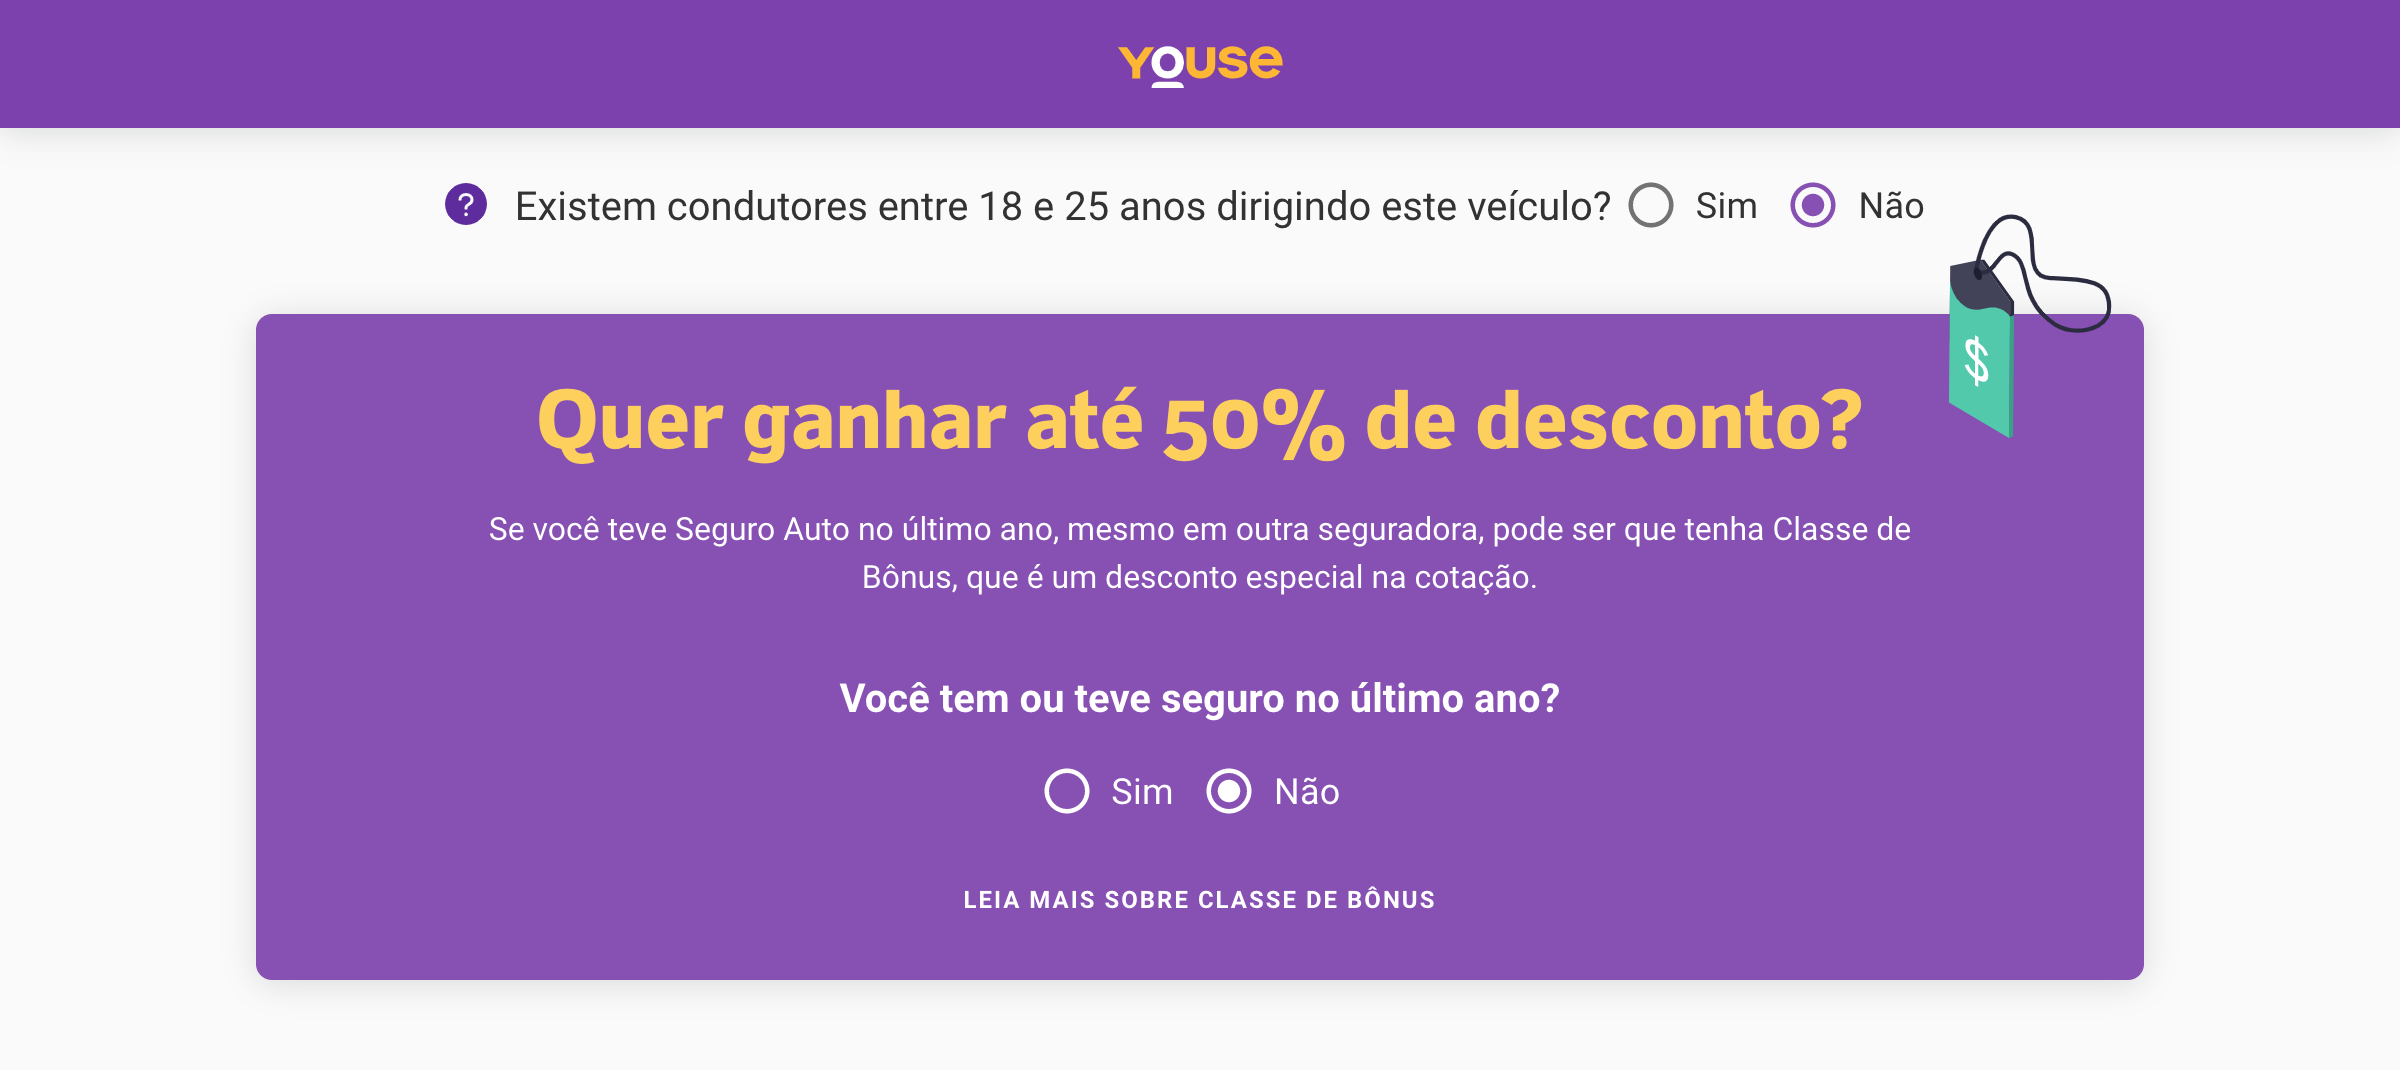 YOUSE
? Existem condutores entre 18 e 25 anos dirigindo este veículo? Sim Não
$
Quer ganhar até 50% de desconto?
Se você teve Seguro Auto no último ano, mesmo em outra seguradora, pode ser que tenha Classe de
Bônus, que é um desconto especial na cotação.
Você tem ou teve seguro no último ano?
Sim Não
LEIA MAIS SOBRE CLASSE DE BÔNUS